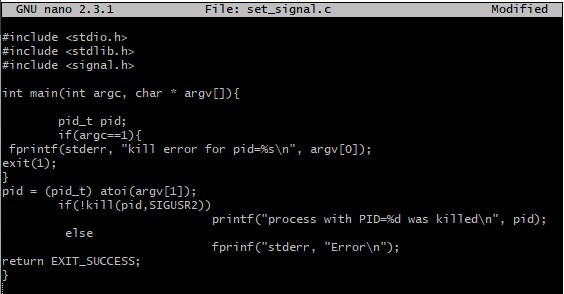 GNU nano 2.3.1 File: set_signal.c Modified
#include <stdio.h>
#include <stdlib.h>
#include <signal.h>
int main(int argc, char * argv[]){
pid_t pid;
if(argc==1){
fprintf(stderr, "kill error for pid=%s\n", argv[0]);
exit(1);
}
pid = (pid_t) atoi(argv[1]);
if(!kill(pid,SIGUSR2))
printf("process with PID=%d was killed\n", pid);
else
fprinf("stderr, "Error\n");
return EXIT_SUCCESS;
}